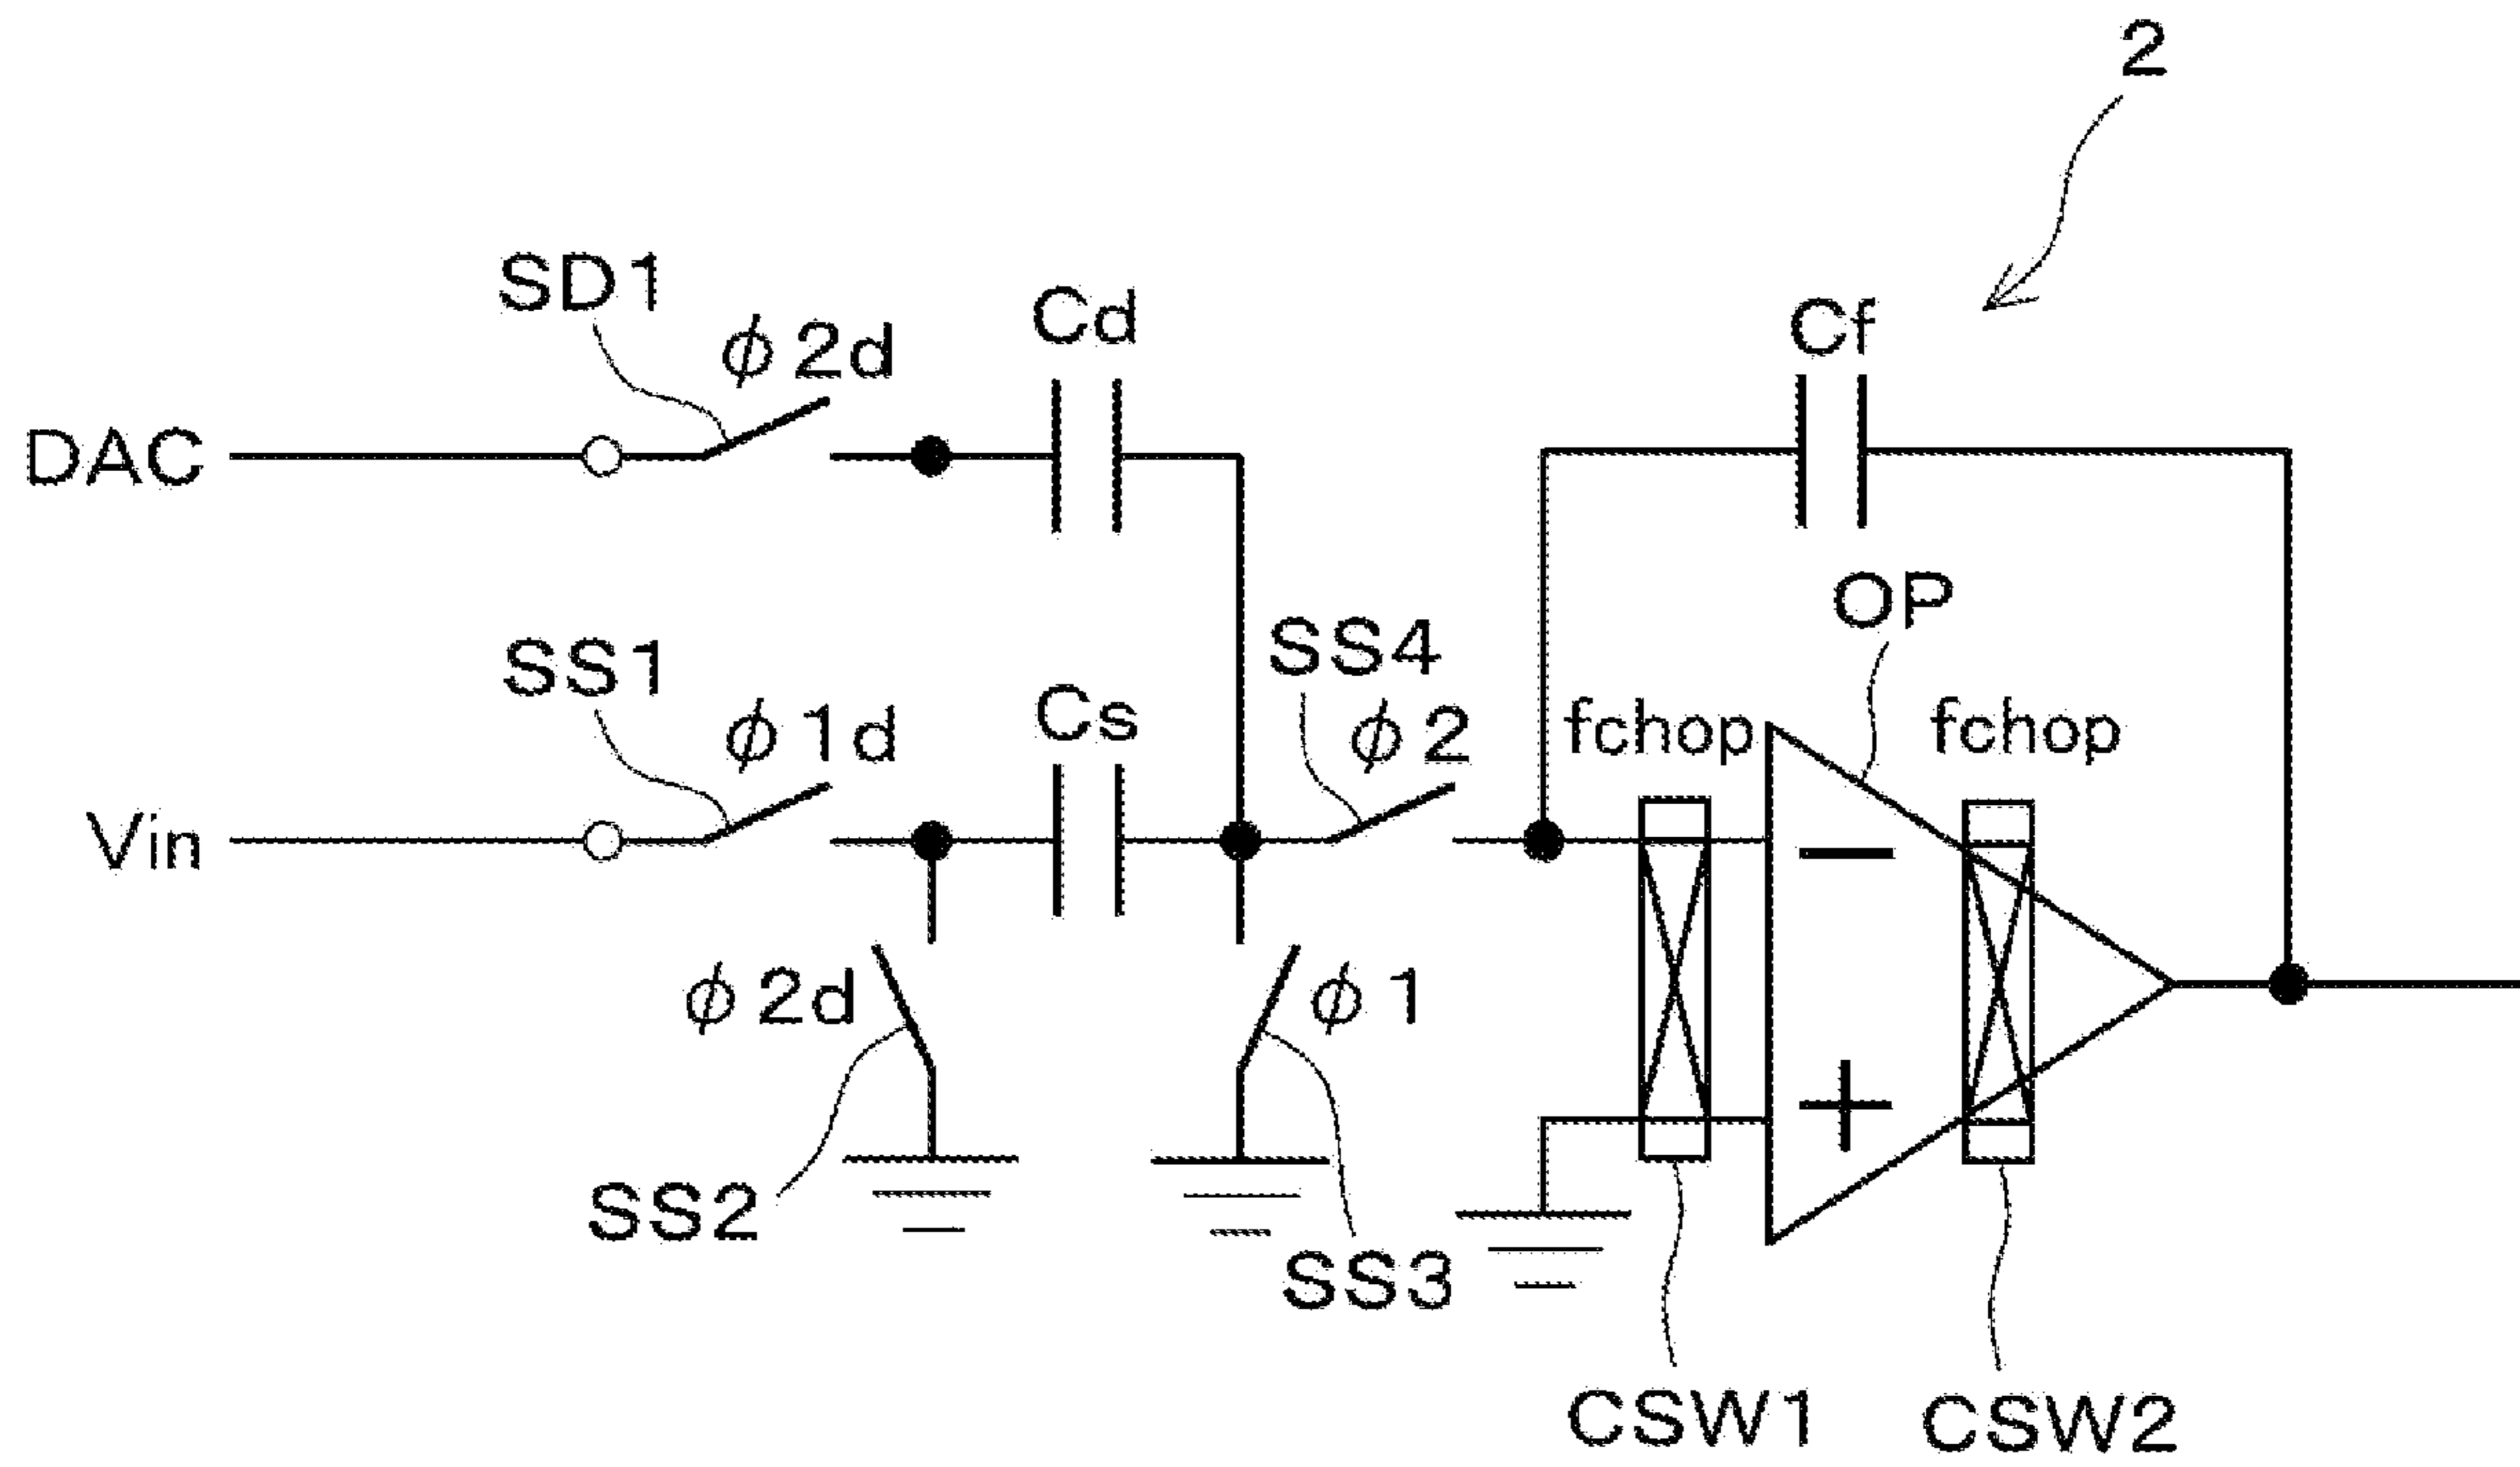 2
SD1
Cd
Cf
ϕ2d
DAC
OP
SS1
SS4
Cs
ϕ1d
ϕ2
fchop
fchop
Vin
−
ϕ2d
ϕ1
+
SS2
SS3
CSW1
CSW2